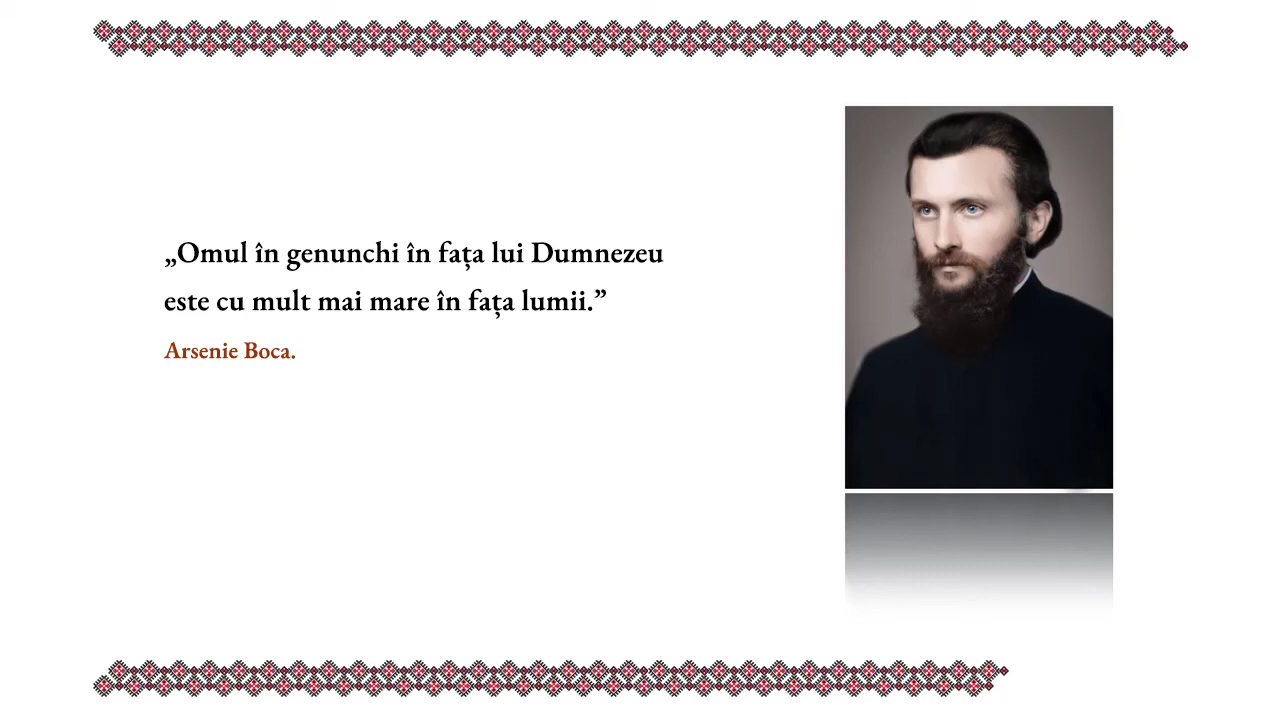 „Omul în genunchi în fața lui Dumnezeu
este cu mult mai mare în fața lumii.”
Arsenie Boca.